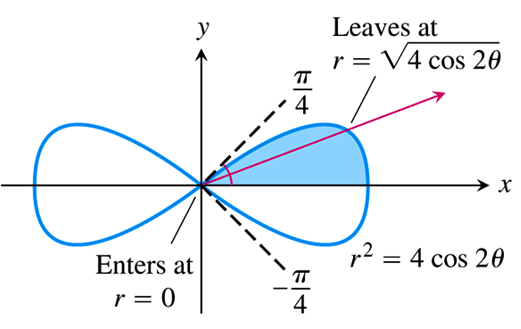 y
Leaves at
r = √4 cos 2θ
π
4
x
r² = 4 cos 2θ
Enters at
r = 0
−π
4